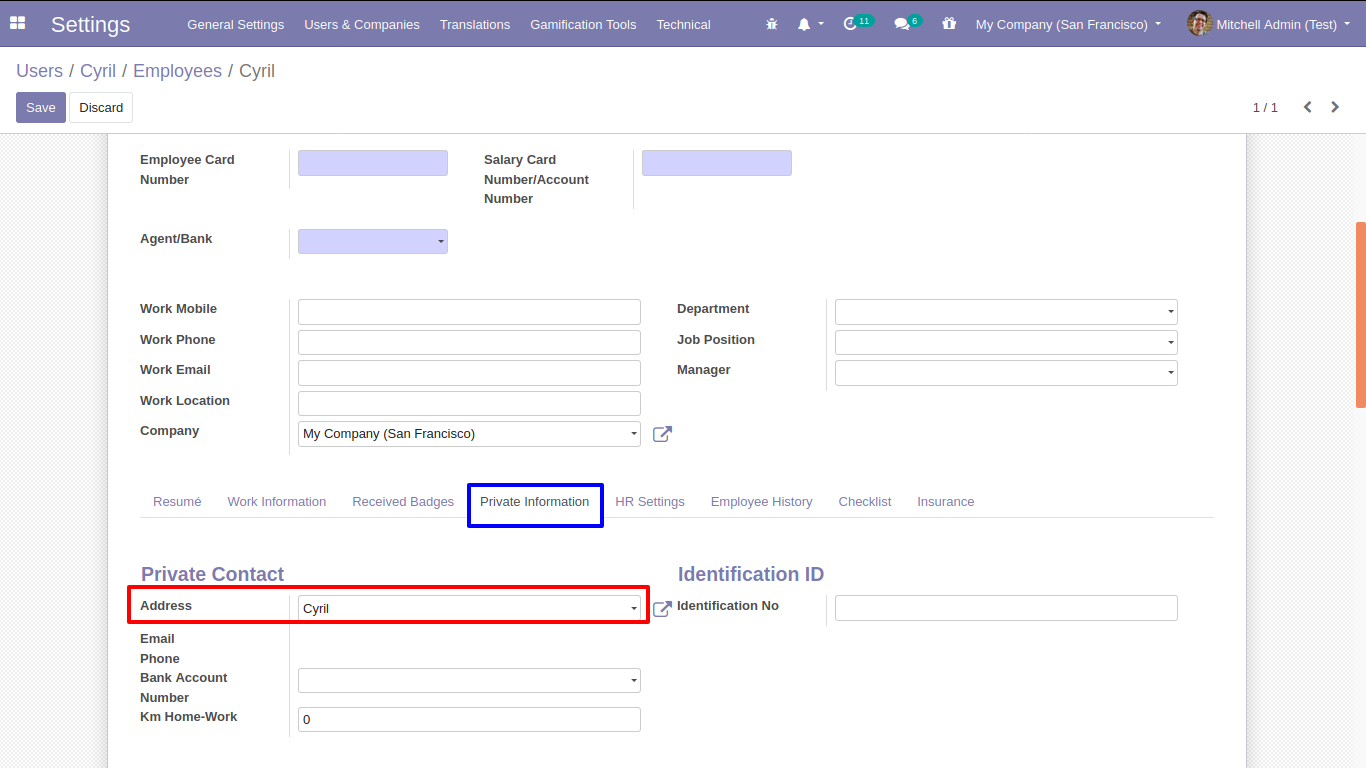 Settings
General Settings
Users & Companies
Translations
Gamification Tools
Technical
11
6
My Company (San Francisco)
Mitchell Admin (Test)
Users / Cyril / Employees / Cyril
Save
Discard
1 / 1
Employee Card
Number
Salary Card
Number/Account
Number
Agent/Bank
Work Mobile
Department
Work Phone
Job Position
Work Email
Manager
Work Location
Company
My Company (San Francisco)
Resumé
Work Information
Received Badges
Private Information
HR Settings
Employee History
Checklist
Insurance
Private Contact
Identification ID
Address
Cyril
Identification No
Email
Phone
Bank Account
Number
Km Home-Work
0